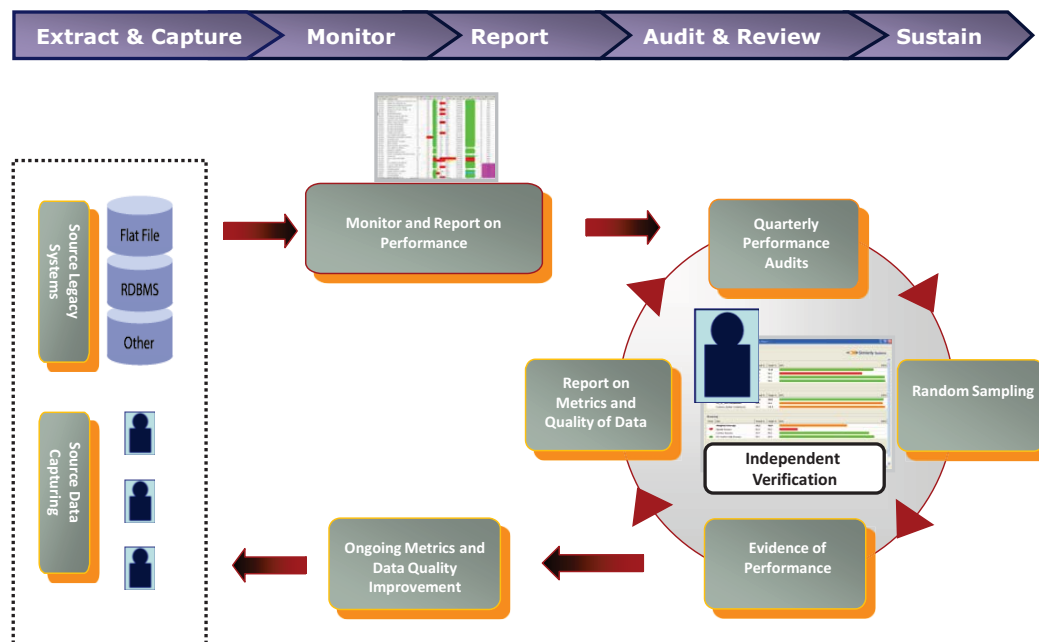 Extract & Capture
Monitor
Report
Audit & Review
Sustain
Source Legacy
Systems
Flat File
RDBMS
Other
Monitor and Report on
Performance
Quarterly
Performance
Audits
Report on
Metrics and
Quality of Data
Random Sampling
Independent
Verification
Source Data
Capturing
Ongoing Metrics and
Data Quality
Improvement
Evidence of
Performance